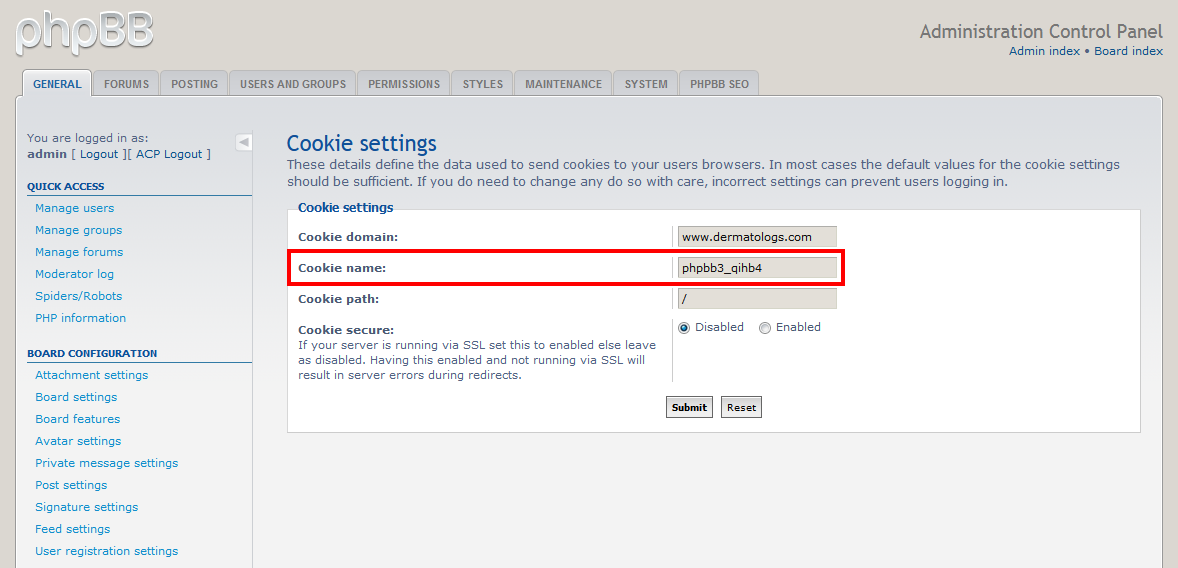 phpBB
Administration Control Panel
Admin index • Board index
GENERAL FORUMS POSTING USERS AND GROUPS PERMISSIONS STYLES MAINTENANCE SYSTEM PHPBB SEO
You are logged in as:
admin [ Logout ][ ACP Logout ]
QUICK ACCESS
Manage users
Manage groups
Manage forums
Moderator log
Spiders/Robots
PHP information
BOARD CONFIGURATION
Attachment settings
Board settings
Board features
Avatar settings
Private message settings
Post settings
Signature settings
Feed settings
User registration settings
Cookie settings
These details define the data used to send cookies to your users browsers. In most cases the default values for the cookie settings
should be sufficient. If you do need to change any do so with care, incorrect settings can prevent users logging in.
Cookie settings
Cookie domain: www.dermatologs.com
Cookie name: phpbb3_qihb4
Cookie path: /
Cookie secure: Disabled Enabled
If your server is running via SSL set this to enabled else leave
as disabled. Having this enabled and not running via SSL will
result in server errors during redirects.
Submit Reset